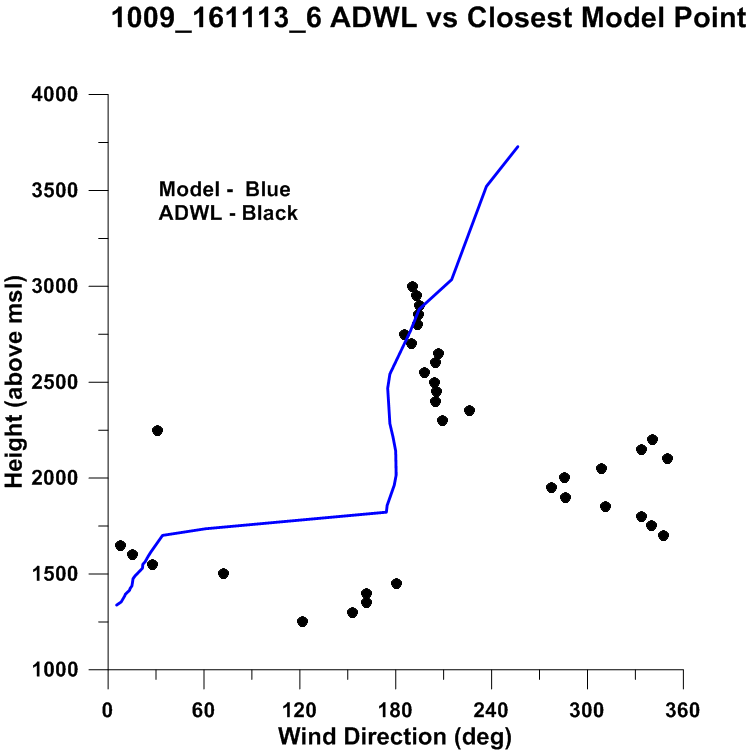 1009_161113_6 ADWL vs Closest Model Point
4000
3500
Model -  Blue
ADWL - Black
3000
2500
2000
1500
1000
Height (above msl)
0 60 120 180 240 300 360
Wind Direction (deg)